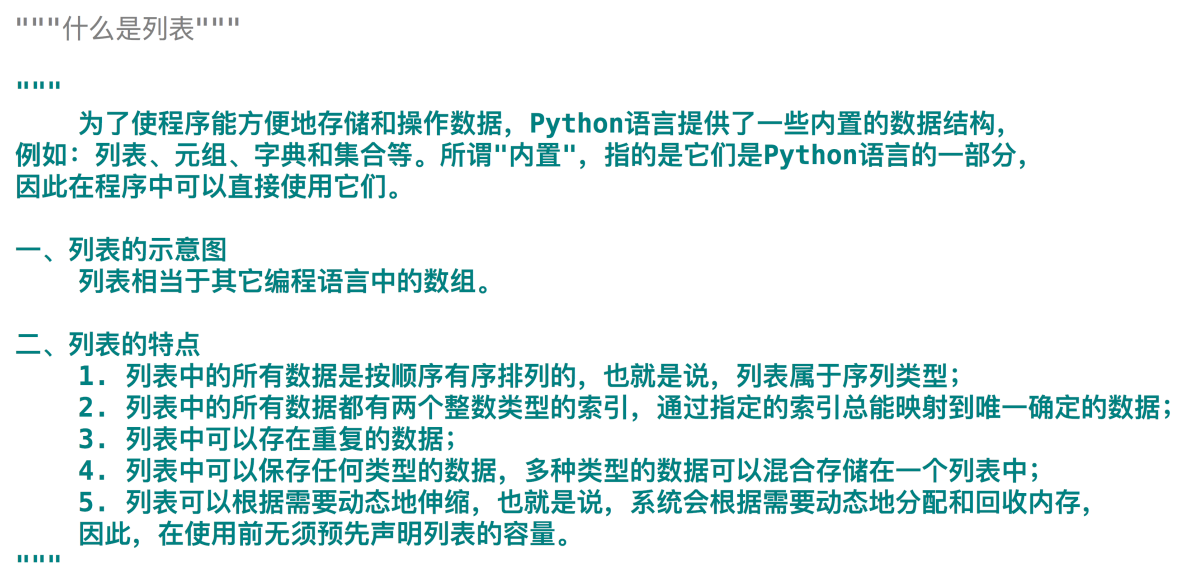 """什么是列表"""
"""
为了使程序能方便地存储和操作数据，Python语言提供了一些内置的数据结构，
例如：列表、元组、字典和集合等。所谓"内置"，指的是它们是Python语言的一部分，
因此在程序中可以直接使用它们。
一、列表的示意图
列表相当于其它编程语言中的数组。
二、列表的特点
1. 列表中的所有数据是按顺序有序排列的，也就是说，列表属于序列类型；
2. 列表中的所有数据都有两个整数类型的索引，通过指定的索引总能映射到唯一确定的数据；
3. 列表中可以存在重复的数据；
4. 列表中可以保存任何类型的数据，多种类型的数据可以混合存储在一个列表中；
5. 列表可以根据需要动态地伸缩，也就是说，系统会根据需要动态地分配和回收内存，
因此，在使用前无须预先声明列表的容量。
"""